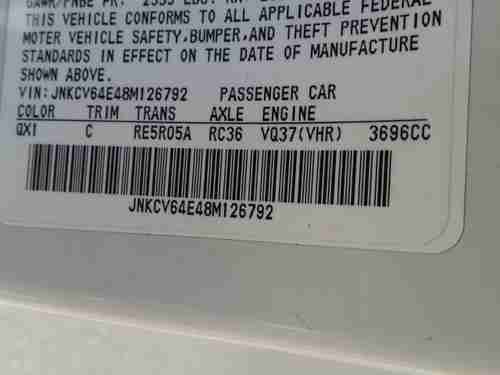 THIS VEHICLE CONFORMS TO ALL APPLICABLE FEDERAL
MOTOR VEHICLE SAFETY,BUMPER,AND THEFT PREVENTION
STANDARDS IN EFFECT ON THE DATE OF MANUFACTURE
SHOWN ABOVE.
VIN:JNKCV64E48M126792 PASSENGER CAR
COLOR TRIM TRANS AXLE ENGINE
QX1 C RE5R05A RC36 VQ37(VHR) 3696CC
JNKCV64E48M126792